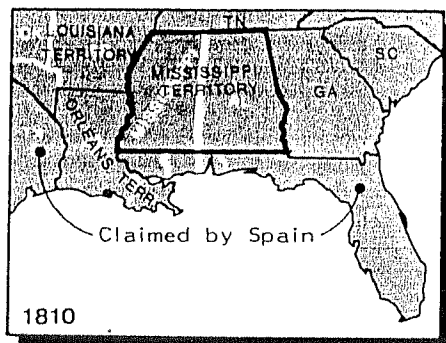 TN
LOUISIANA
TERRITORY
MISSISSIPPI
TERRITORY
SC
GA
ORLEANS TERR.
Claimed by Spain
1810